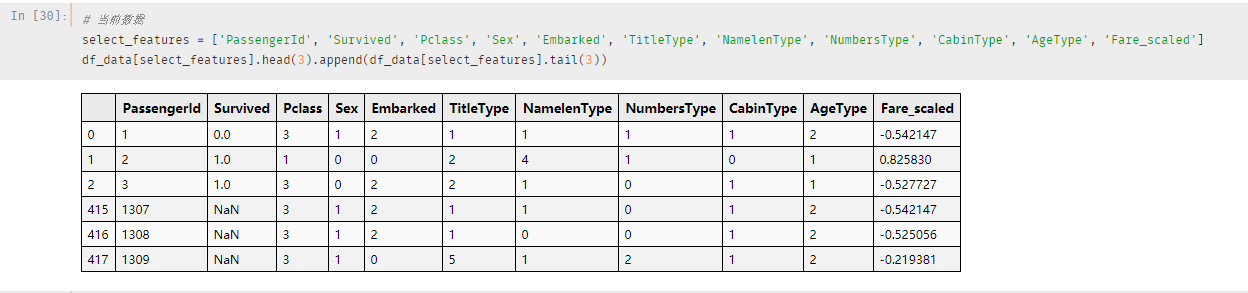 In [30]: # 当前数据
select_features = ['PassengerId', 'Survived', 'Pclass', 'Sex', 'Embarked', 'TitleType', 'NamelenType', 'NumbersType', 'CabinType', 'AgeType', 'Fare_scaled']
df_data[select_features].head(3).append(df_data[select_features].tail(3))
PassengerId Survived Pclass Sex Embarked TitleType NamelenType NumbersType CabinType AgeType Fare_scaled
0 1 0.0 3 1 2 1 1 1 1 2 -0.542147
1 2 1.0 1 0 0 2 4 1 0 1 0.825830
2 3 1.0 3 0 2 2 1 0 1 1 -0.527727
415 1307 NaN 3 1 2 1 1 0 1 2 -0.542147
416 1308 NaN 3 1 2 1 0 0 1 2 -0.525056
417 1309 NaN 3 1 0 5 1 2 1 2 -0.219381